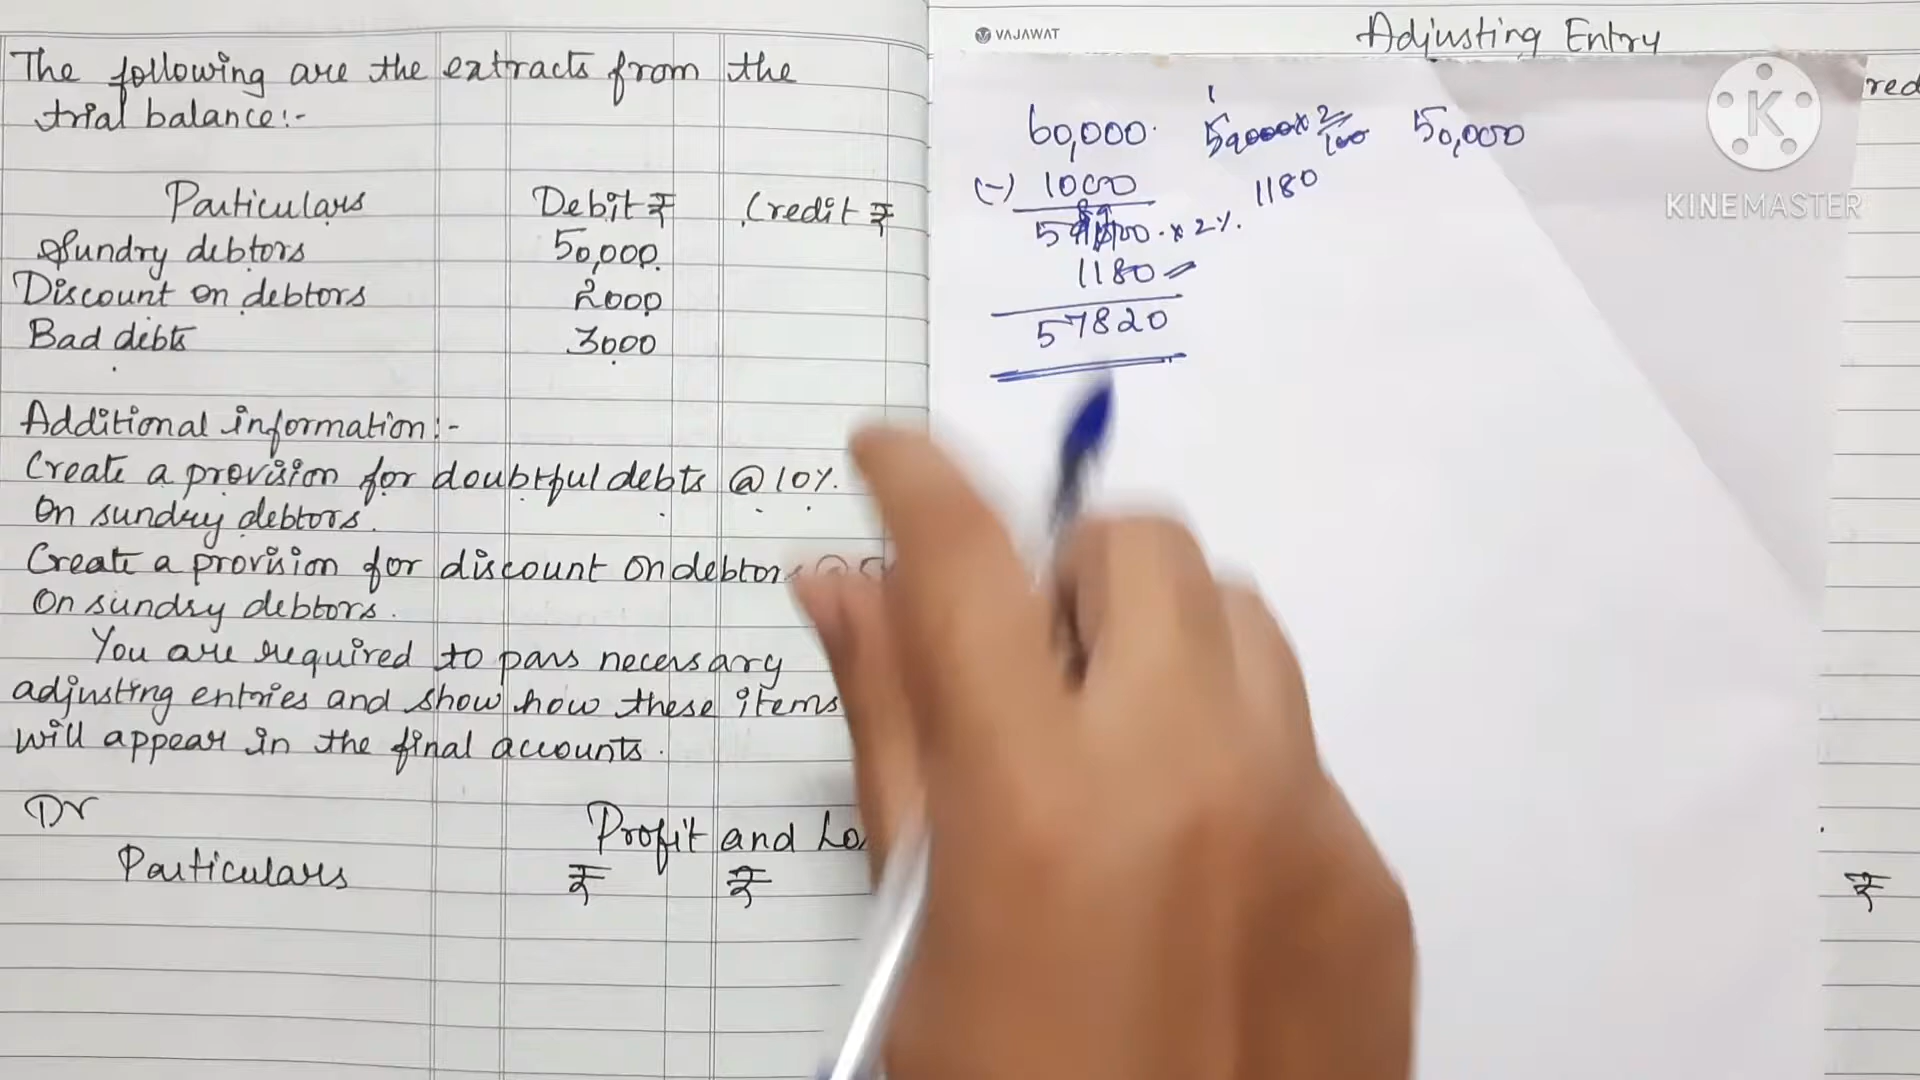 The following are the extracts from the
trial balance:-
Particulars Debit ₹ Credit ₹
Sundry debtors 50,000
Discount on debtors 2000
Bad debts 3000
Additional information:-
Create a provision for doubtful debts @ 10%.
On sundry debtors.
Create a provision for discount on debtors
On sundry debtors.
You are required to pass necessary
adjusting entries and show how these items
will appear in the final accounts.
Dr
Profit and
Particulars ₹ ₹
VAJAWAT
Adjusting Entry
60,000. 50,000
(-) 1000 1180
x 2%.
1180
57820
KINEMASTER
₹